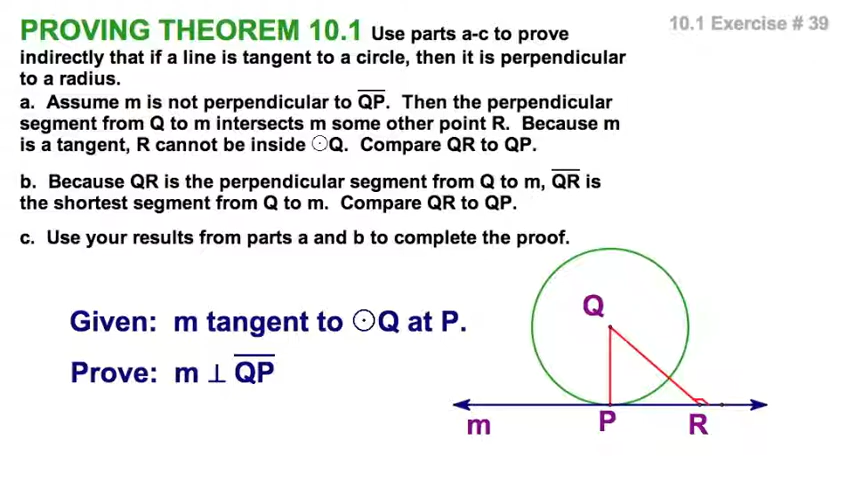 PROVING THEOREM 10.1 Use parts a-c to prove
10.1 Exercise # 39
indirectly that if a line is tangent to a circle, then it is perpendicular
to a radius.
a. Assume m is not perpendicular to Q̅P̅. Then the perpendicular
segment from Q to m intersects m some other point R. Because m
is a tangent, R cannot be inside ⊙Q. Compare QR to QP.
b. Because QR is the perpendicular segment from Q to m, Q̅R̅ is
the shortest segment from Q to m. Compare QR to QP.
c. Use your results from parts a and b to complete the proof.
Given: m tangent to ⊙Q at P.
Prove: m ⊥ Q̅P̅
Q
m
P
R